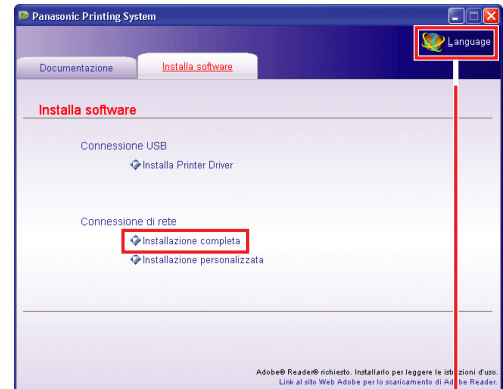 Panasonic Printing System
Language
Documentazione
Installa software
Installa software
Connessione USB
Installa Printer Driver
Connessione di rete
Installazione completa
Installazione personalizzata
Adobe® Reader® richiesto. Installarlo per leggere le istruzioni d'uso.
Link al sito Web Adobe per lo scaricamento di Adobe Reader.